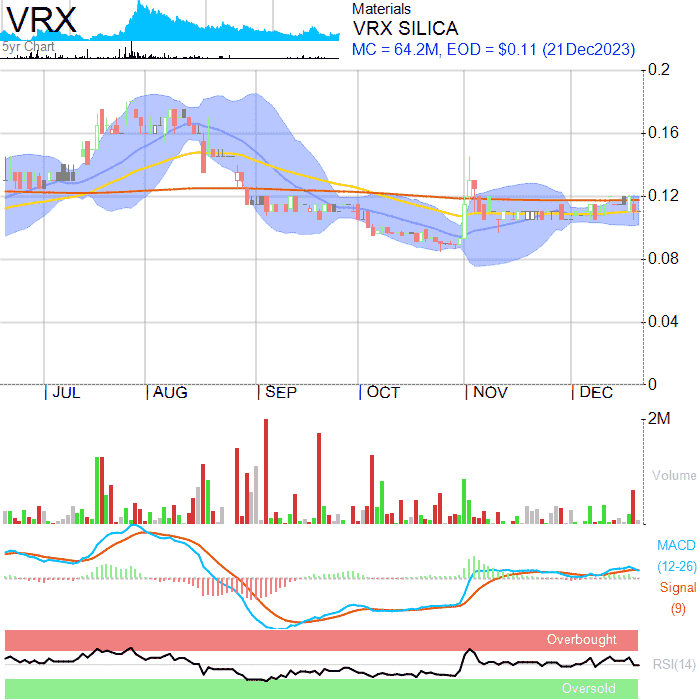 VRX
5yr Chart
Materials
VRX SILICA
MC = 64.2M, EOD = $0.11 (21Dec2023)
0.2
0.16
0.12
0.08
0.04
0
JUL AUG SEP OCT NOV DEC
2M
Volume
MACD
(12-26)
Signal
(9)
Overbought
RSI(14)
Oversold